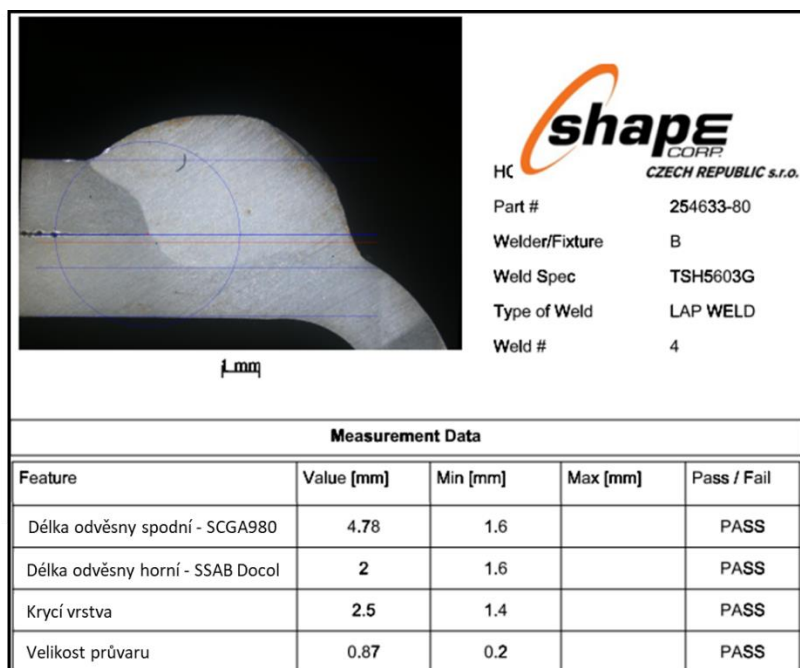 1 mm
shape
CORP.
CZECH REPUBLIC s.r.o.
Part # 254633-80
Welder/Fixture B
Weld Spec TSH5603G
Type of Weld LAP WELD
Weld # 4
Measurement Data
Feature Value [mm] Min [mm] Max [mm] Pass / Fail
Délka odvěsny spodní - SCGA980 4.78 1.6 PASS
Délka odvěsny horní - SSAB Docol 2 1.6 PASS
Krycí vrstva 2.5 1.4 PASS
Velikost průvaru 0.87 0.2 PASS